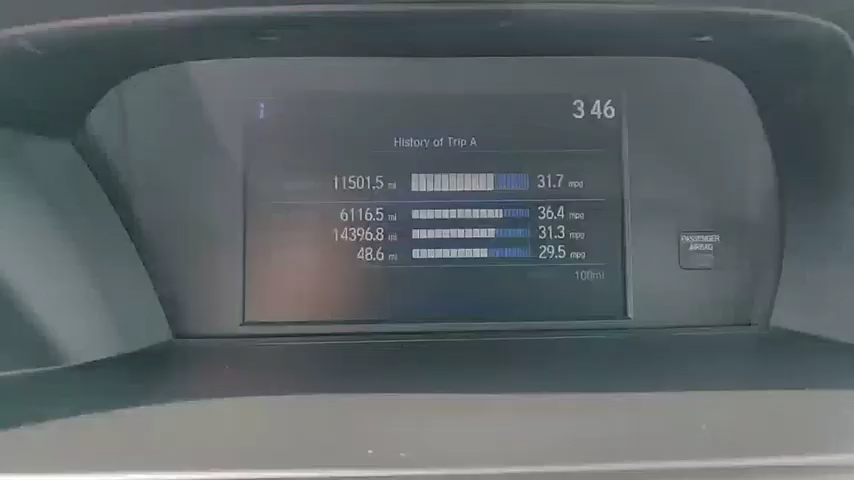 3 46
History of Trip A
11501.5 mi 31.7 mpg
6116.5 mi 36.4 mpg
14396.8 mi 31.3 mpg
48.6 mi 29.5 mpg
100mi
PASSENGER
AIRBAG